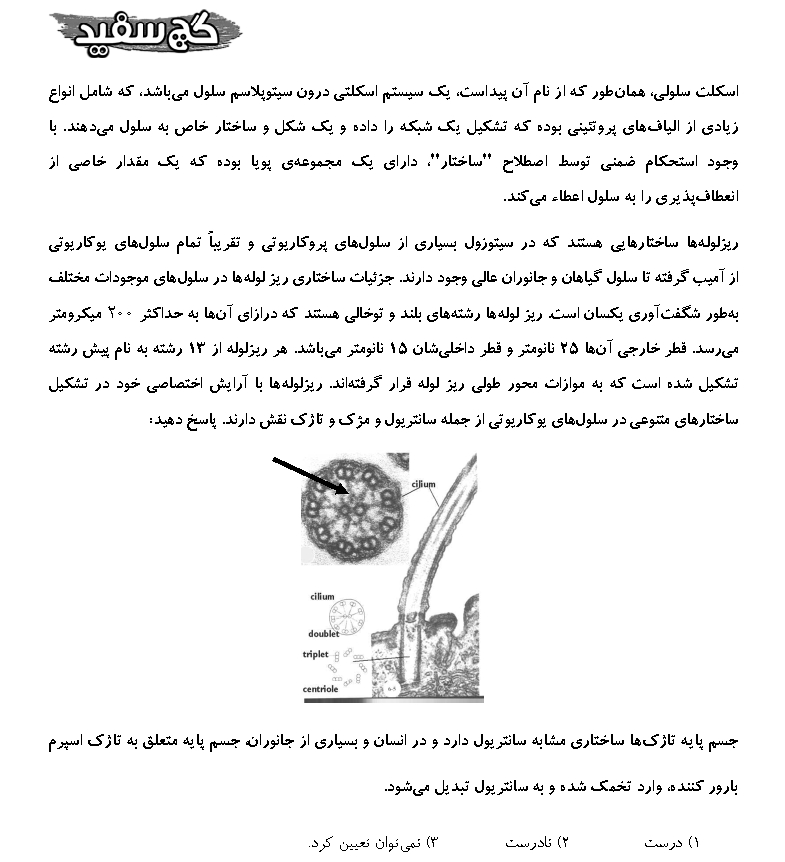 گچ سفید
اسکلت سلولی، همان‌طور که از نام آن پیداست، یک سیستم اسکلتی درون سیتوپلاسم سلول می‌باشد، که شامل انواع
زیادی از الیاف‌های پروتئینی بوده که تشکیل یک شبکه را داده و یک شکل و ساختار خاص به سلول می‌دهند. با
وجود استحکام ضمنی توسط اصطلاح "ساختار"، دارای یک مجموعه‌ی پویا بوده که یک مقدار خاصی از
انعطاف‌پذیری را به سلول اعطاء می‌کند.
ریزلوله‌ها ساختارهایی هستند که در سیتوزول بسیاری از سلول‌های پروکاریوتی و تقریباً تمام سلول‌های یوکاریوتی
از آمیب گرفته تا سلول گیاهان و جانوران عالی وجود دارند. جزئیات ساختاری ریز لوله‌ها در سلول‌های موجودات مختلف
به‌طور شگفت‌آوری یکسان است. ریز لوله‌ها رشته‌های بلند و توخالی هستند که درازای آن‌ها به حداکثر ۲۰۰ میکرومتر
می‌رسد. قطر خارجی آن‌ها ۲۵ نانومتر و قطر داخلی‌شان ۱۵ نانومتر می‌باشد. هر ریزلوله از ۱۳ رشته به نام پیش رشته
تشکیل شده است که به موازات محور طولی ریز لوله قرار گرفته‌اند. ریزلوله‌ها با آرایش اختصاصی خود در تشکیل
ساختارهای متنوعی در سلول‌های یوکاریوتی از جمله سانتریول و مژک و تاژک نقش دارند. پاسخ دهید:
cilium
cilium
doublet
triplet
centriole
جسم پایه تاژک‌ها ساختاری مشابه سانتریول دارد و در انسان و بسیاری از جانوران، جسم پایه متعلق به تاژک اسپرم
بارور کننده، وارد تخمک شده و به سانتریول تبدیل می‌شود.
۱) درست ۲) نادرست ۳) نمی‌توان تعیین کرد.